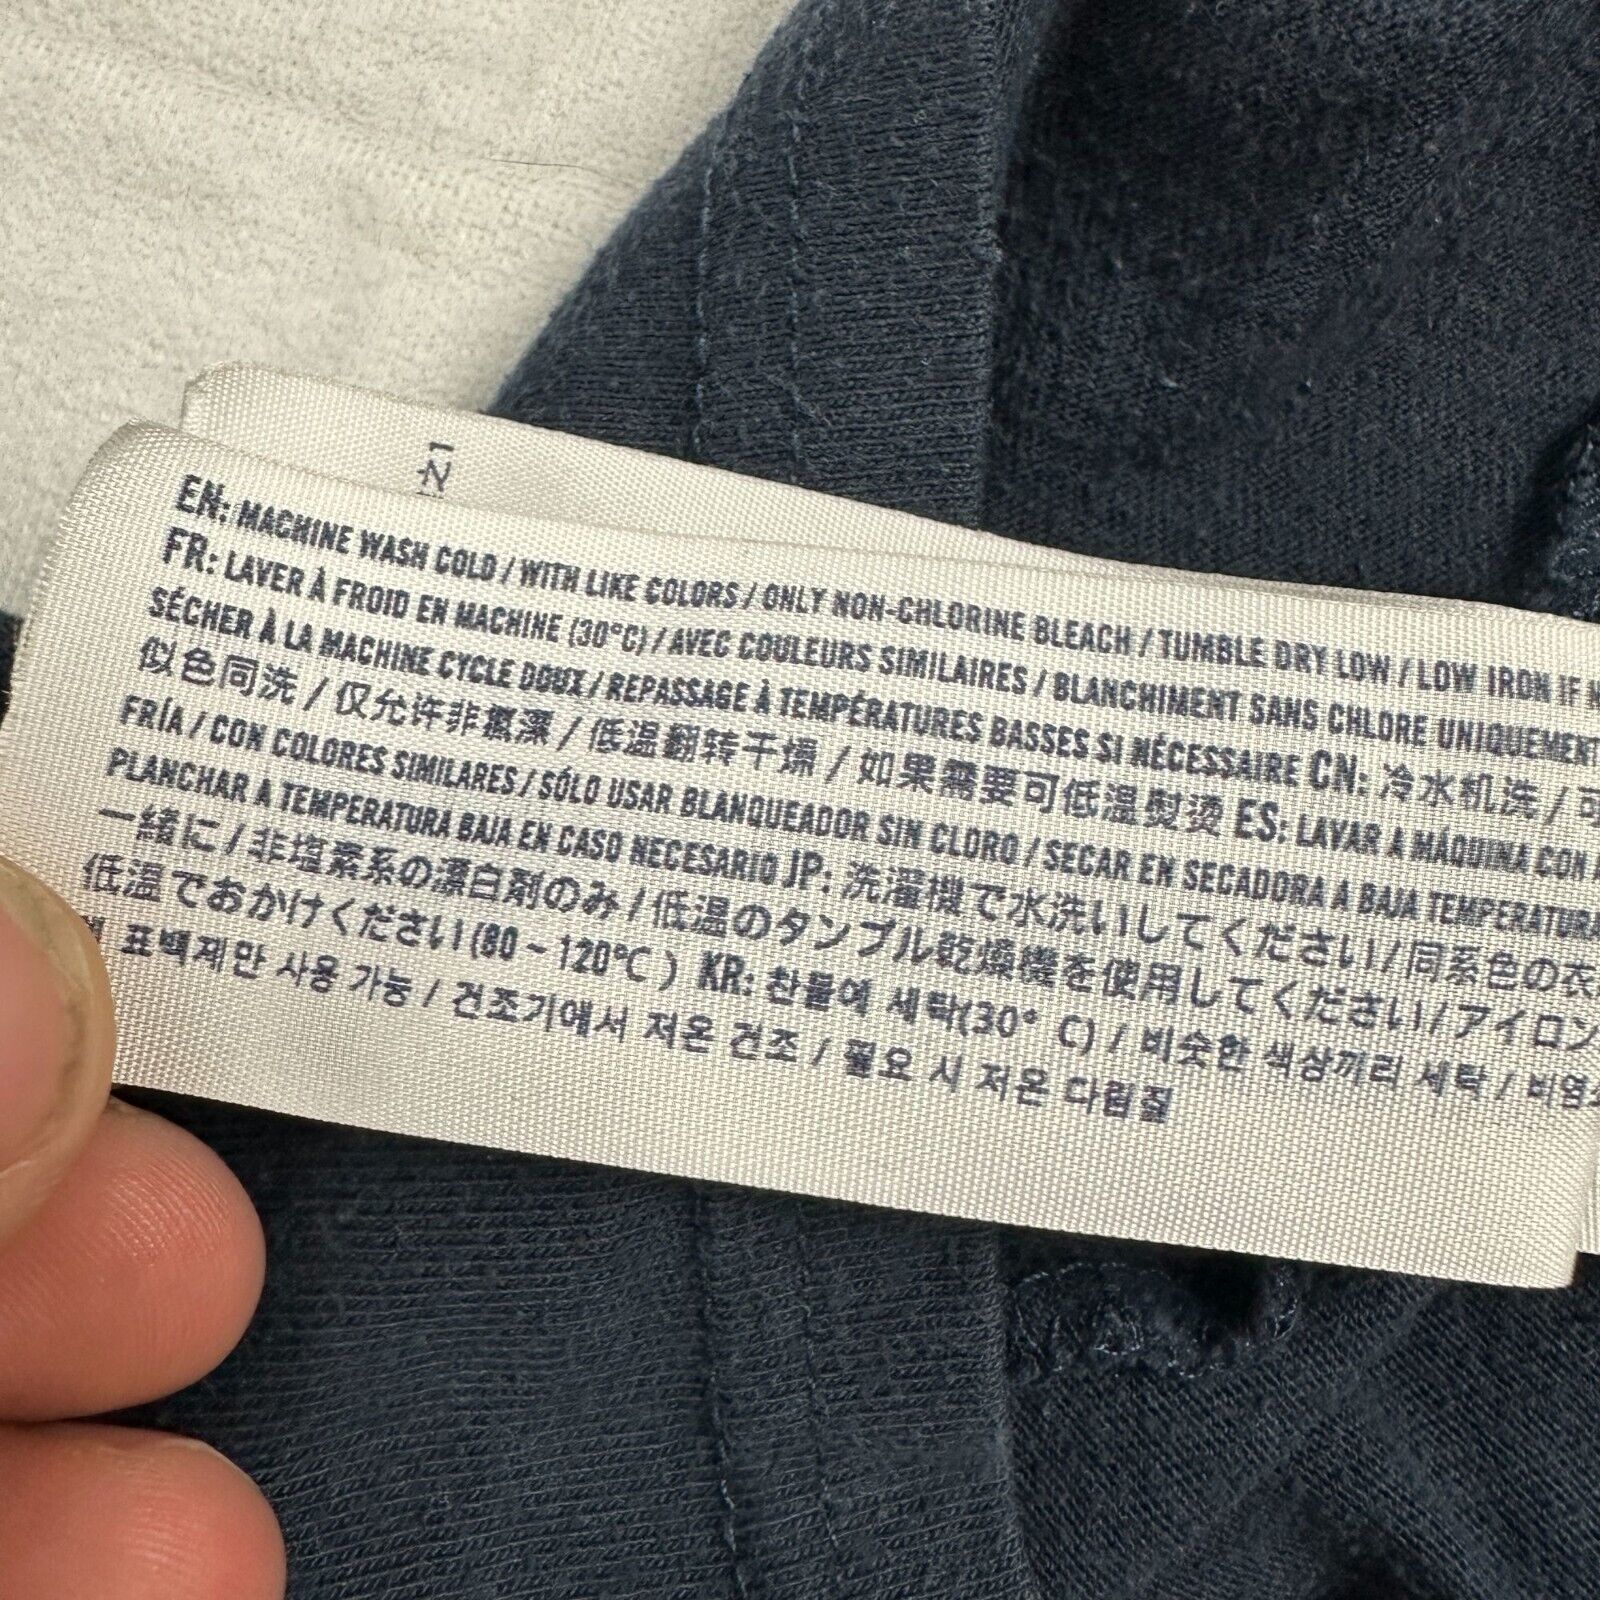 EN: MACHINE WASH COLD / WITH LIKE COLORS / ONLY NON-CHLORINE BLEACH / TUMBLE DRY LOW / LOW IRON IF
FR: LAVER À FROID EN MACHINE (30°C) / AVEC COULEURS SIMILAIRES / BLANCHIMENT SANS CHLORE UNIQUEMENT
SÉCHER À LA MACHINE CYCLE DOUX / REPASSAGE À TEMPÉRATURES BASSES SI NÉCESSAIRE CN: 冷水机洗 / 可
似色同洗 / 仅允许非氯漂 / 低温翻转干燥 / 如果需要可低温熨烫 ES: LAVAR A MÁQUINA CON
FRÍA / CON COLORES SIMILARES / SÓLO USAR BLANQUEADOR SIN CLORO / SECAR EN SECADORA A BAJA TEMPERATURA
PLANCHAR A TEMPERATURA BAJA EN CASO NECESARIO JP: 洗濯機で水洗いしてください/同系色の衣
一緒に/非塩素系の漂白剤のみ/低温のタンブル乾燥機を使用してください/アイロン
低温でおかけください(80~120℃ ) KR: 찬물에 세탁(30° C) / 비슷한 색상끼리 세탁 / 비염소
표백제만 사용 가능 / 건조기에서 저온 건조 / 필요 시 저온 다림질